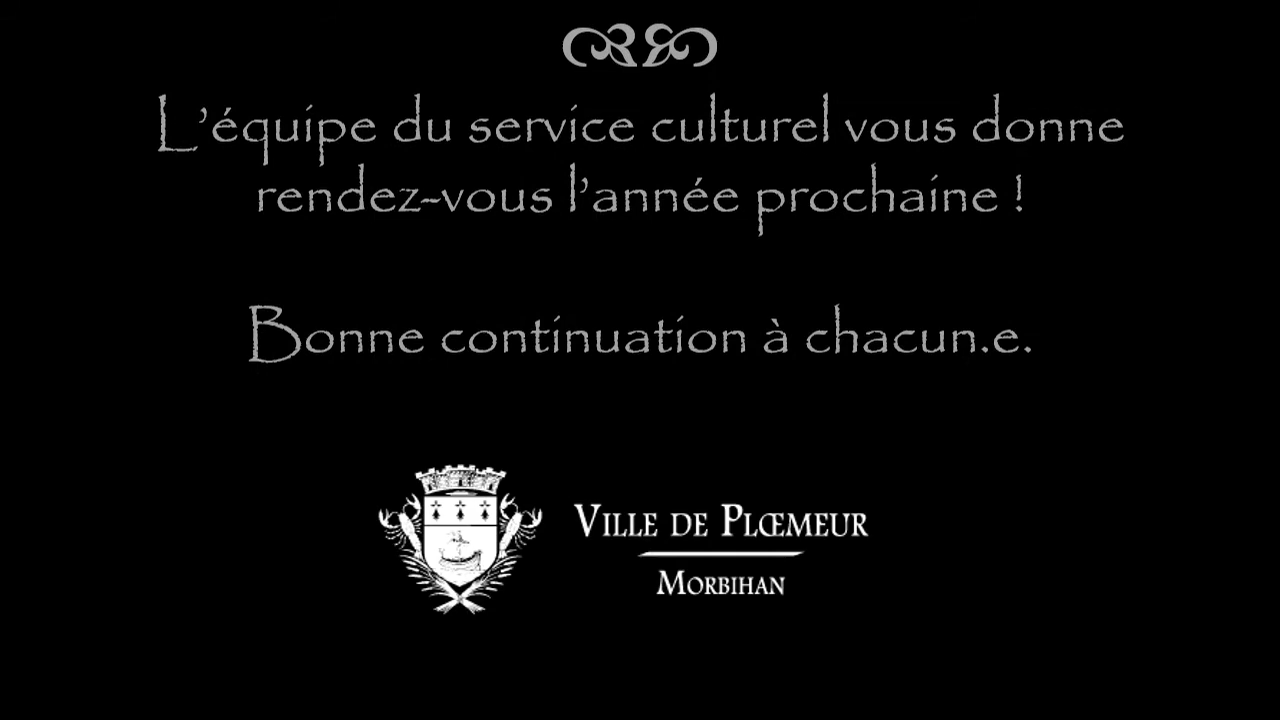 L’équipe du service culturel vous donne
rendez-vous l’année prochaine !
Bonne continuation à chacun.e.
VILLE DE PLŒMEUR
MORBIHAN